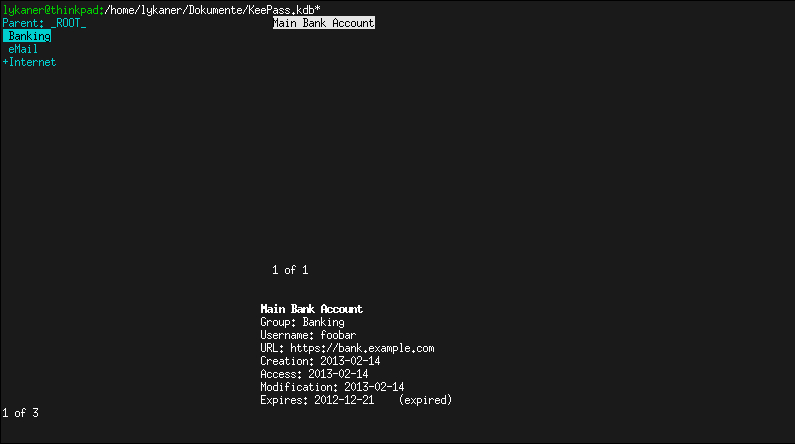 lykaner@thinkpad:/home/lykaner/Dokumente/KeePass.kdb*
Parent: _ROOT_
Main Bank Account
Banking
eMail
+Internet
1 of 1
Main Bank Account
Group: Banking
Username: foobar
URL: https://bank.example.com
Creation: 2013-02-14
Access: 2013-02-14
Modification: 2013-02-14
Expires: 2012-12-21 (expired)
1 of 3